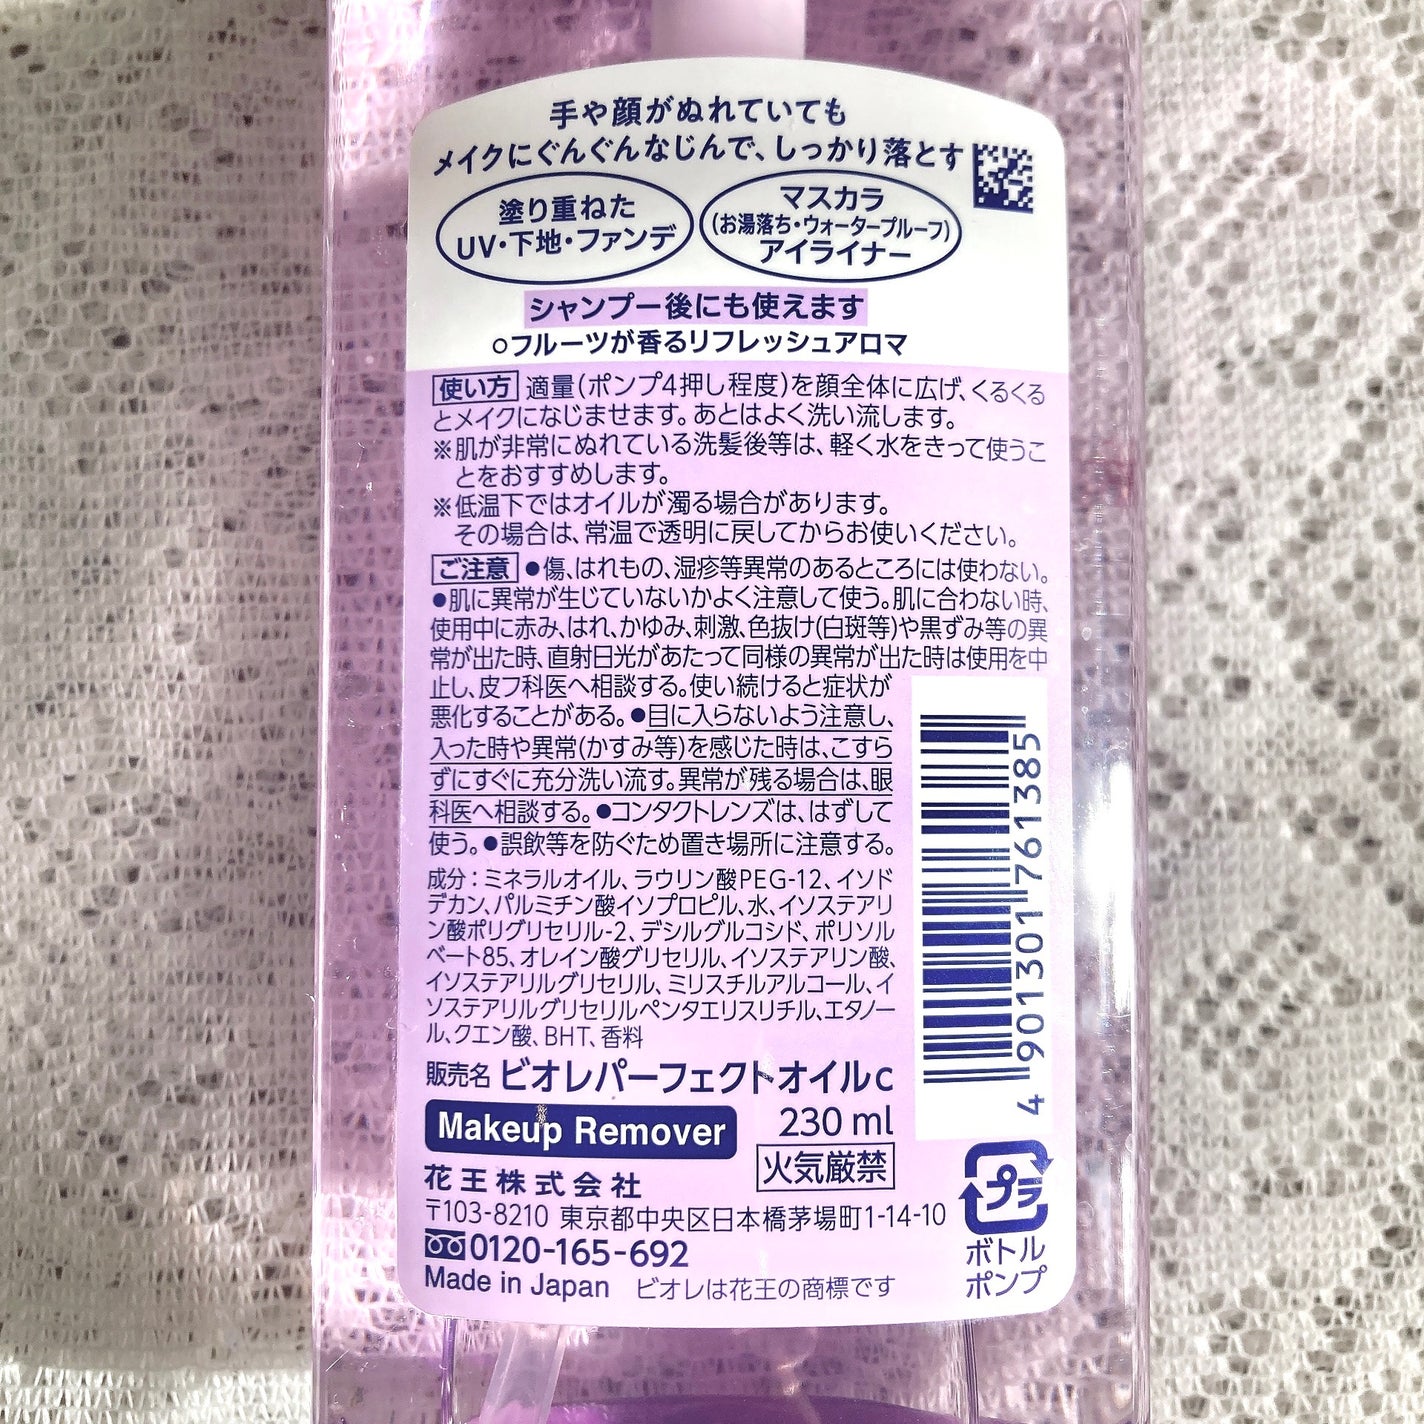 手や顔がぬれていても
メイクにぐんぐんなじんで、しっかり落とす
塗り重ねた
UV・下地・ファンデ
マスカラ
(お湯落ち・ウォータープルーフ)
アイライナー
シャンプー後にも使えます
○フルーツが香るリフレッシュアロマ
使い方 適量(ポンプ4押し程度)を顔全体に広げ、くるくる
とメイクになじませます。あとはよく洗い流します。
※肌が非常にぬれている洗髪後等は、軽く水をきって使うこ
とをおすすめします。
※低温下ではオイルが濁る場合があります。
その場合は、常温で透明に戻してからお使いください。
ご注意 ●傷、はれもの、湿疹等異常のあるところには使わない。
●肌に異常が生じていないかよく注意して使う。肌に合わない時、
使用中に赤み、はれ、かゆみ、刺激、色抜け(白斑等)や黒ずみ等の異
常が出た時、直射日光があたって同様の異常が出た時は使用を中
止し、皮フ科医へ相談する。使い続けると症状が
悪化することがある。●目に入らないよう注意し、
入った時や異常(かすみ等)を感じた時は、こすら
ずにすぐに充分洗い流す。異常が残る場合は、眼
科医へ相談する。●コンタクトレンズは、はずして
使う。●誤飲等を防ぐため置き場所に注意する。
成分：ミネラルオイル、ラウリン酸PEG-12、イソド
デカン、パルミチン酸イソプロピル、水、イソステアリ
ン酸ポリグリセリル-2、デシルグルコシド、ポリソル
ベート85、オレイン酸グリセリル、イソステアリン酸、
イソステアリルグリセリル、ミリスチルアルコール、イ
ソステアリルグリセリルペンタエリスリチル、エタノー
ル、クエン酸、BHT、香料
販売名 ビオレパーフェクトオイルc
Makeup Remover
230 ml
火気厳禁
花王株式会社
〒103-8210 東京都中央区日本橋茅場町1-14-10
0120-165-692
Made in Japan ビオレは花王の商標です
4 901301 761385
プラ
ボトル
ポンプ